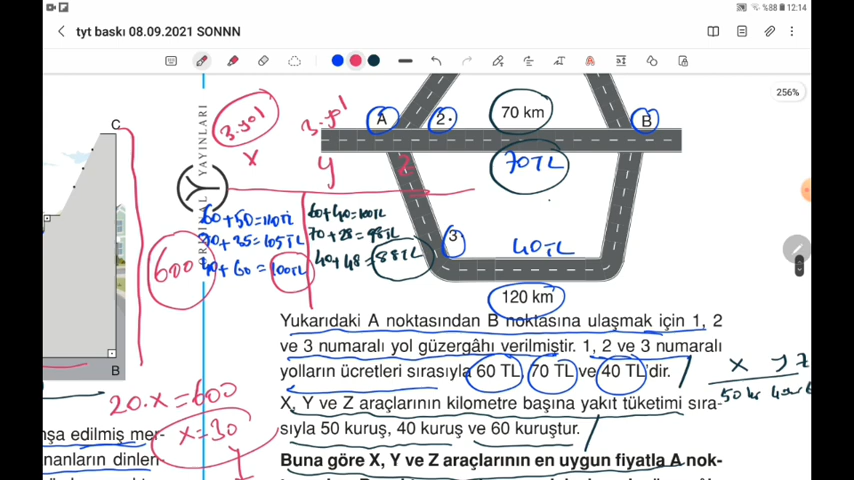 %88 12:14
tyt baskı 08.09.2021 SONNN
256%
C
YAYINLARI
3.yol
3.yol
X
y
Z
A
2.
70 km
B
70TL
60+50=110TL
70+35=105TL
40+60=100TL
60+40=100TL
70+28=98TL
40+48=88TL
600
3
40TL
120 km
B
Yukarıdaki A noktasından B noktasına ulaşmak için 1, 2
ve 3 numaralı yol güzergâhı verilmiştir. 1, 2 ve 3 numaralı
yolların ücretleri sırasıyla 60 TL, 70 TL ve 40 TL'dir.
X y Z
50kr
X, Y ve Z araçlarının kilometre başına yakıt tüketimi sıra-
sıyla 50 kuruş, 40 kuruş ve 60 kuruştur.
Buna göre X, Y ve Z araçlarının en uygun fiyatla A nok-
20.x=600
x=30
nşa edilmiş mer-
nanların dinlen-